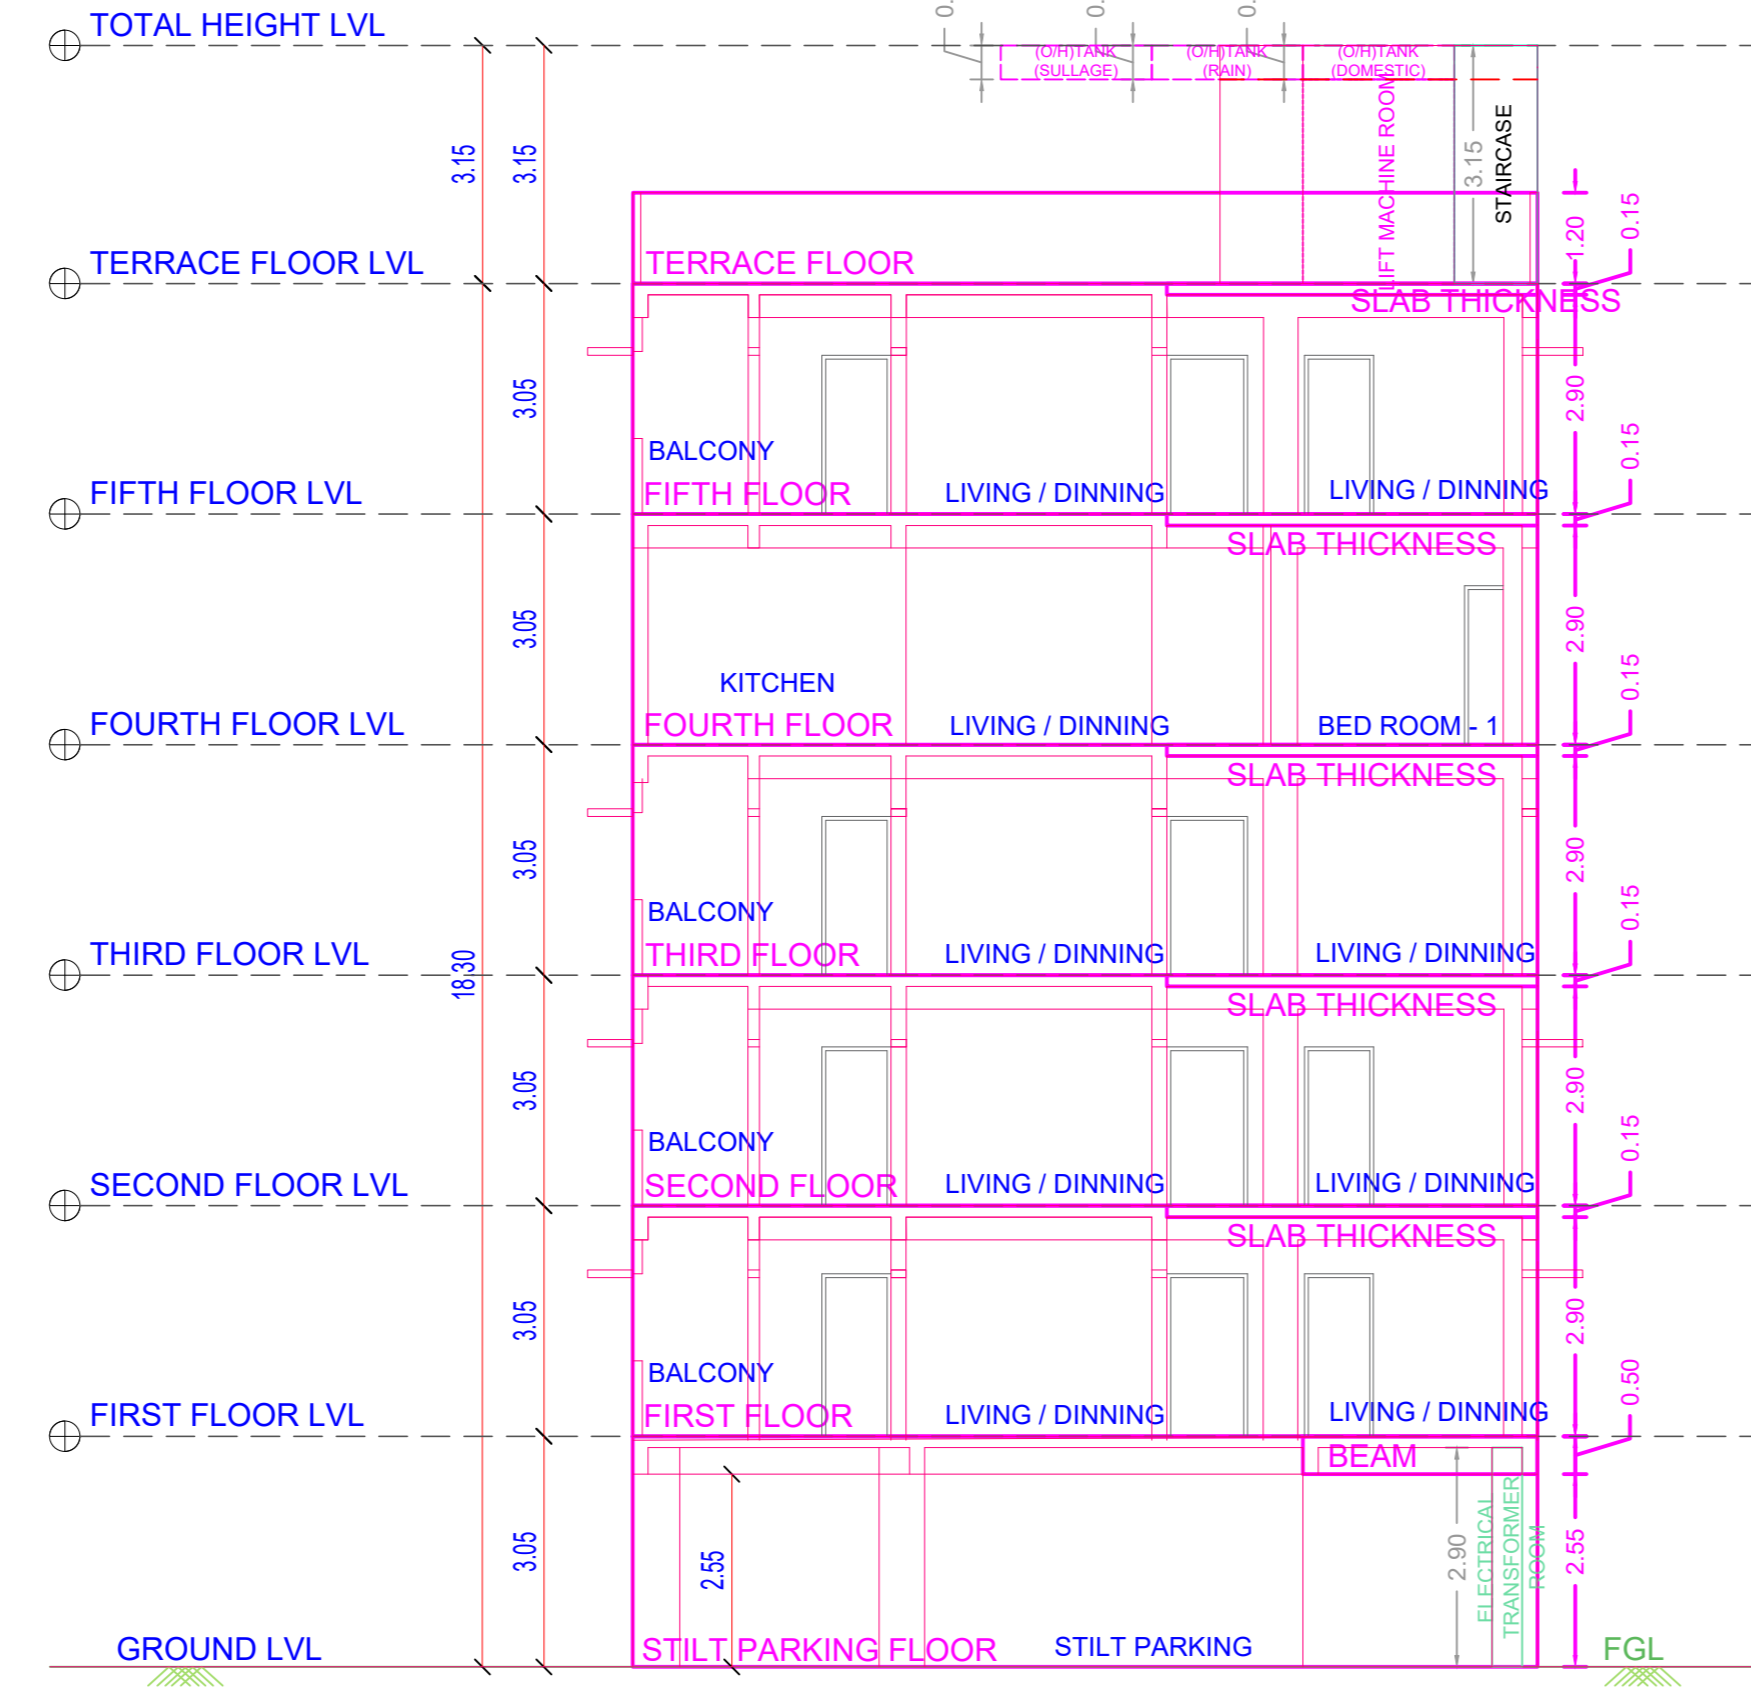 TOTAL HEIGHT LVL
0.
0.
0.
(O/H)TANK
(SULLAGE)
(O/H)TANK
(RAIN)
(O/H)TANK
(DOMESTIC)
3.15
3.15
LIFT MACHINE ROOM
3.15
STAIRCASE
1.20
0.15
TERRACE FLOOR LVL
TERRACE FLOOR
SLAB THICKNESS
3.05
2.90
BALCONY
0.15
FIFTH FLOOR LVL
FIFTH FLOOR
LIVING / DINNING
LIVING / DINNING
SLAB THICKNESS
3.05
2.90
KITCHEN
0.15
FOURTH FLOOR LVL
FOURTH FLOOR
LIVING / DINNING
BED ROOM - 1
SLAB THICKNESS
3.05
2.90
BALCONY
0.15
THIRD FLOOR LVL
THIRD FLOOR
LIVING / DINNING
LIVING / DINNING
18.30
SLAB THICKNESS
3.05
2.90
BALCONY
0.15
SECOND FLOOR LVL
SECOND FLOOR
LIVING / DINNING
LIVING / DINNING
SLAB THICKNESS
3.05
2.90
BALCONY
0.50
FIRST FLOOR LVL
FIRST FLOOR
LIVING / DINNING
LIVING / DINNING
BEAM
3.05
2.55
2.90
ELECTRICAL
TRANSFORMER
ROOM
2.55
GROUND LVL
STILT PARKING FLOOR
STILT PARKING
FGL